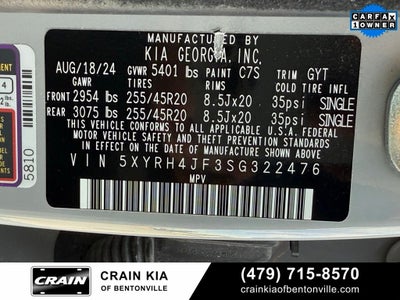 CARFAX
1 OWNER
MANUFACTURED BY
KIA GEORGIA, INC.
AUG/18/24 GVWR 5401 lbs PAINT C7S TRIM GYT
GAWR TIRES RIMS COLD TIRE INFL
FRONT 2954 lbs 255/45R20 8.5Jx20 35psi SINGLE
REAR 3075 lbs 255/45R20 8.5Jx20 35psi SINGLE
THIS VEHICLE CONFORMS TO ALL APPLICABLE U.S. FEDERAL
MOTOR VEHICLE SAFETY AND THEFT PREVENTION STANDARDS
IN EFFECT ON THE DATE OF MANUFACTURE SHOWN ABOVE.
VIN 5XYRH4JF3SG322476
MPV
5810
4
lbs.
CRAIN
CRAIN KIA
OF BENTONVILLE
(479) 715-8570
crainkiaofbentonville.com